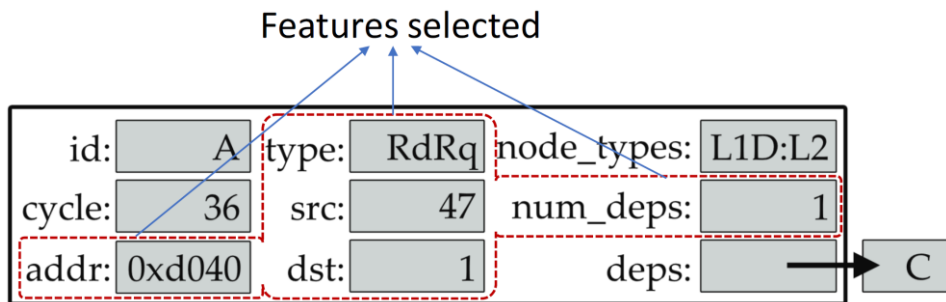 Features selected
id: A type: RdRq node_types: L1D:L2
cycle: 36 src: 47 num_deps: 1
addr: 0xd040 dst: 1 deps: C